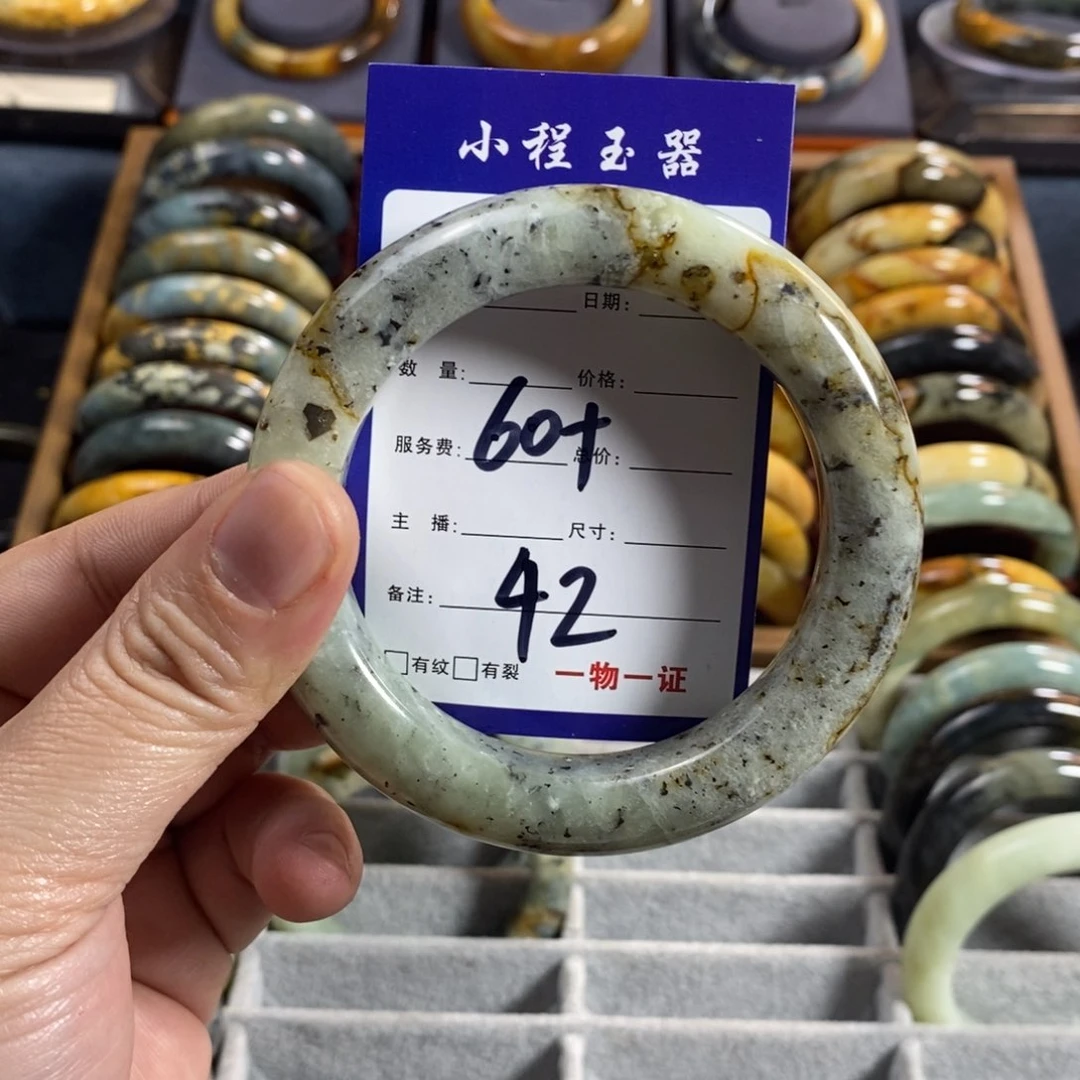 小程玉器
日期:
数 量: 价格:
60+
服务费: 总价:
主 播: 尺寸:
42
备注:
有纹 有裂 一物一证